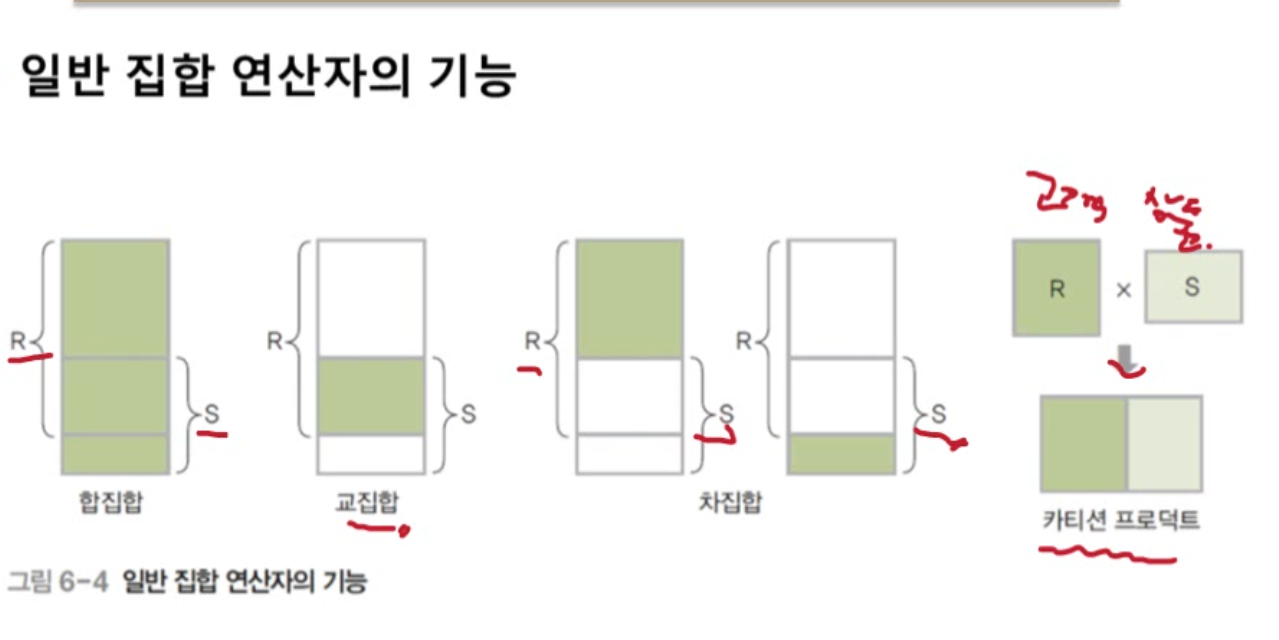 일반 집합 연산자의 기능
고객 상품
R S
R S
R S
R S
R × S
합집합
교집합
차집합
카티션 프로덕트
그림 6-4 일반 집합 연산자의 기능